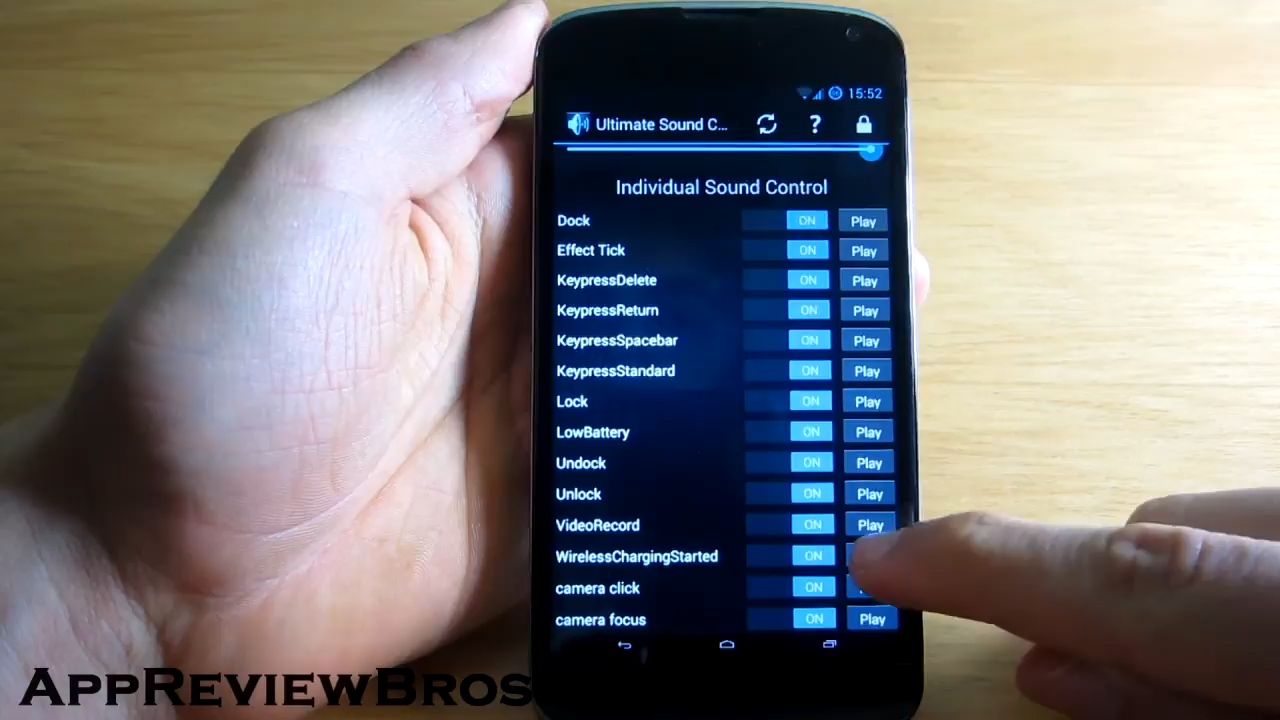 15:52
Ultimate Sound C... ?
Individual Sound Control
Dock ON Play
Effect Tick ON Play
KeypressDelete ON Play
KeypressReturn ON Play
KeypressSpacebar ON Play
KeypressStandard ON Play
Lock ON Play
LowBattery ON Play
Undock ON Play
Unlock ON Play
VideoRecord ON Play
WirelessChargingStarted ON
camera click ON
camera focus ON Play
AppReviewBros